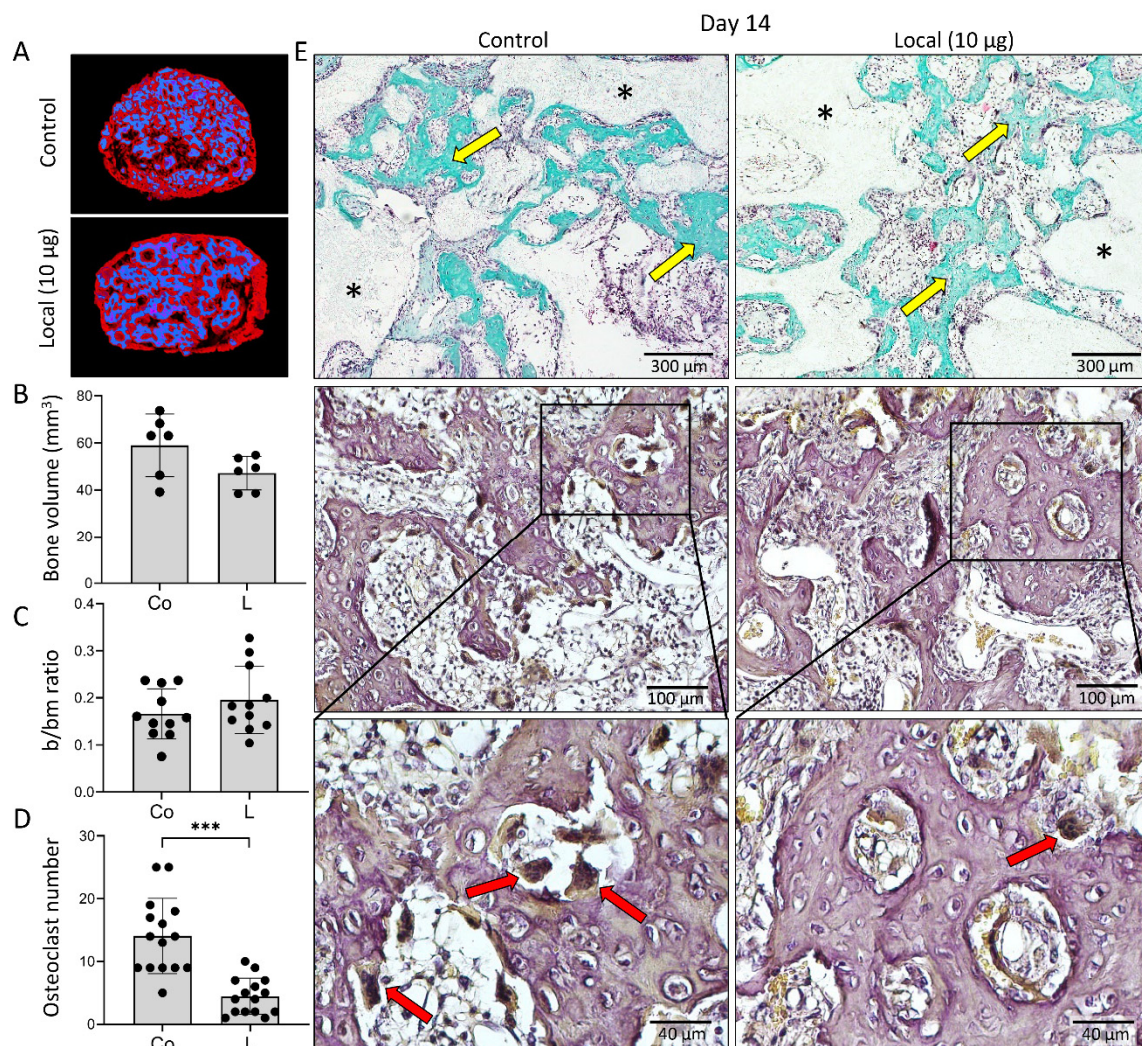 Day 14
A
E
Control
Local (10 µg)
Control
Local (10 µg)
*
*
*
*
300 µm
300 µm
B
Bone volume (mm³)
80
60
40
20
0
Co
L
C
b/bm ratio
0.4
0.3
0.2
0.1
0.0
Co
L
100 µm
100 µm
D
Osteoclast number
***
30
20
10
0
Co
L
40 µm
40 µm